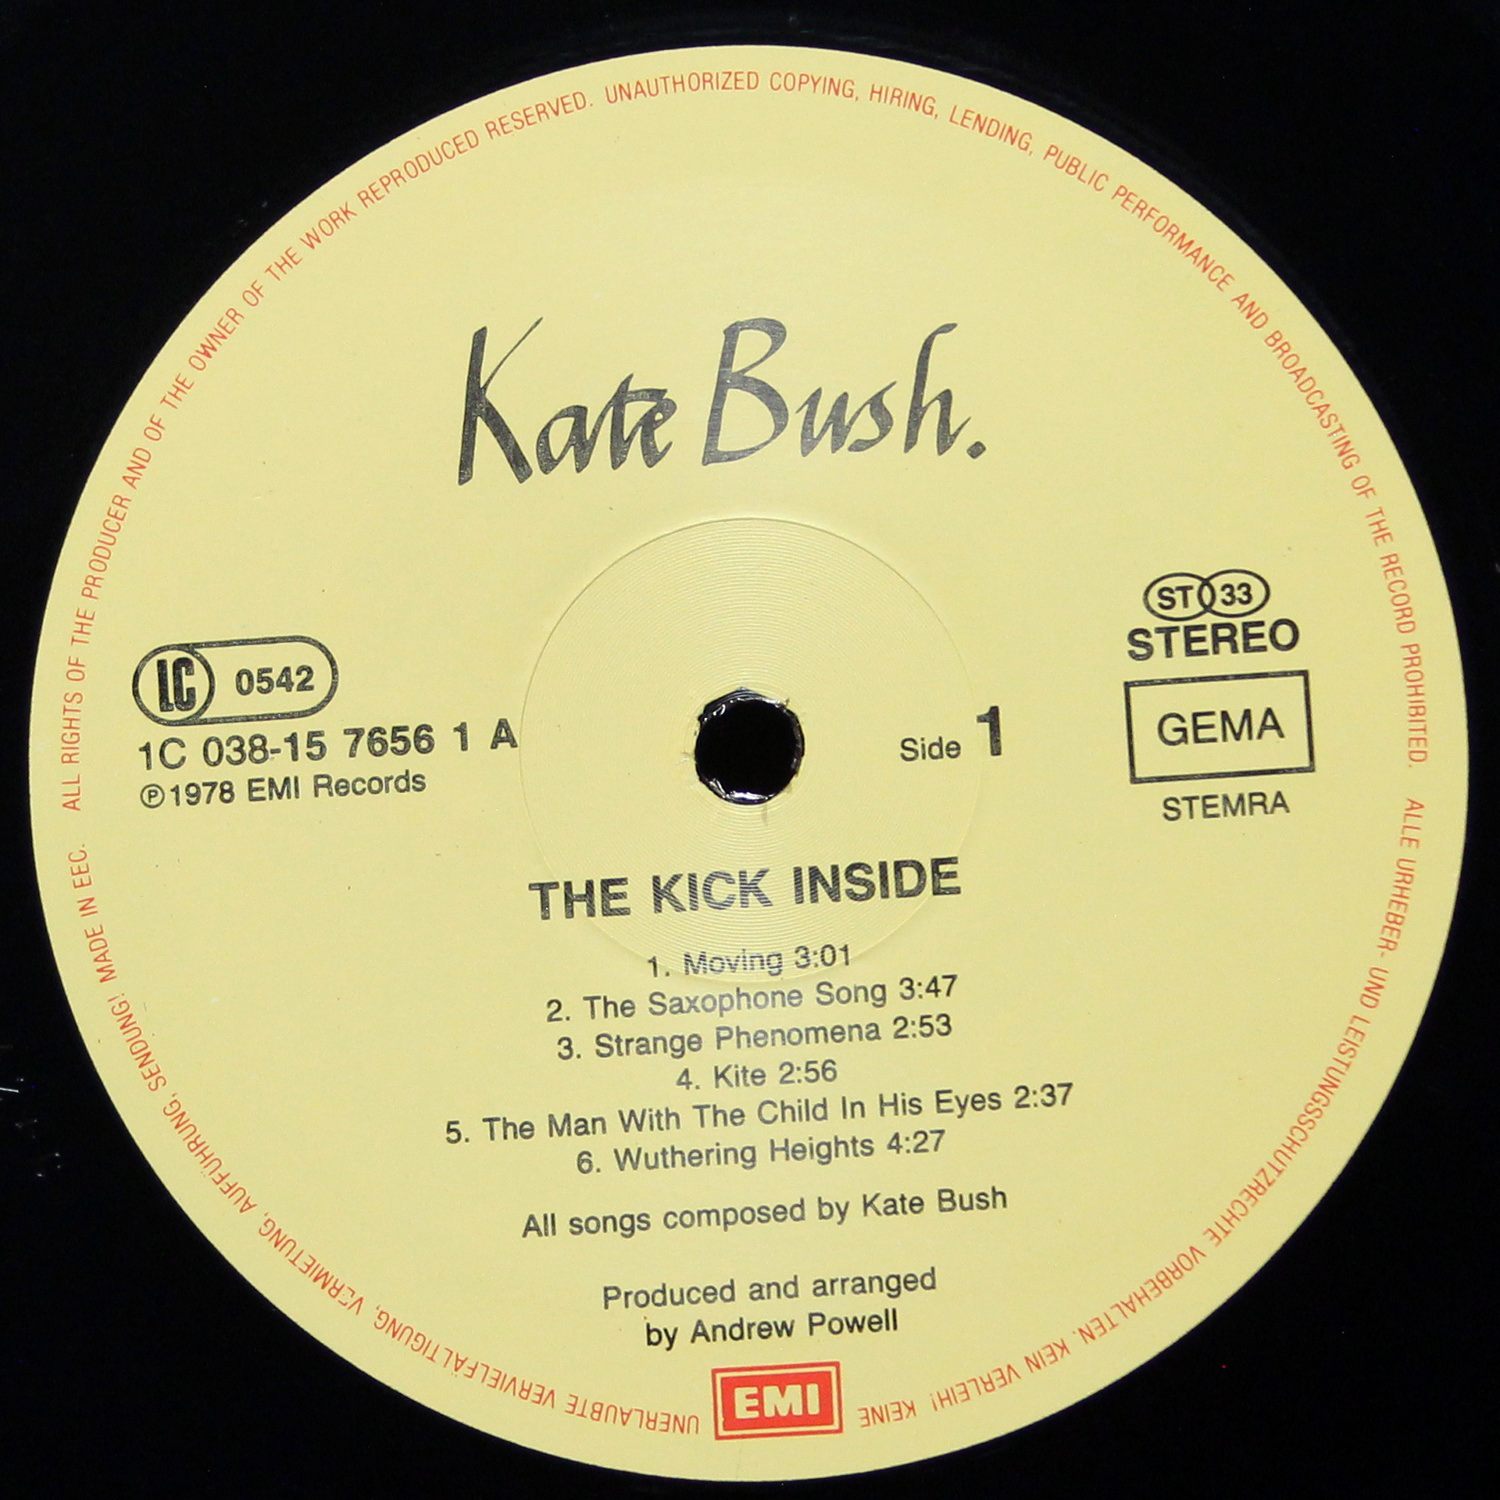 ALL RIGHTS OF THE PRODUCER AND OF THE OWNER OF THE WORK REPRODUCED RESERVED. UNAUTHORIZED COPYING, HIRING, LENDING, PUBLIC PERFORMANCE AND BROADCASTING OF THE RECORD PROHIBITED.
Kate Bush.
ST 33
STEREO
LC 0542
GEMA
1C 038-15 7656 1 A
Side 1
℗ 1978 EMI Records
STEMRA
THE KICK INSIDE
1. Moving 3:01
2. The Saxophone Song 3:47
3. Strange Phenomena 2:53
4. Kite 2:56
5. The Man With The Child In His Eyes 2:37
6. Wuthering Heights 4:27
All songs composed by Kate Bush
Produced and arranged
by Andrew Powell
EMI
ALLE URHEBER- UND LEISTUNGSSCHUTZRECHTE VORBEHALTEN. KEIN VERLEIH! KEINE UNERLAUBTE VERVIELFÄLTIGUNG, VERMIETUNG, AUFFÜHRUNG, SENDUNG! MADE IN EEC.